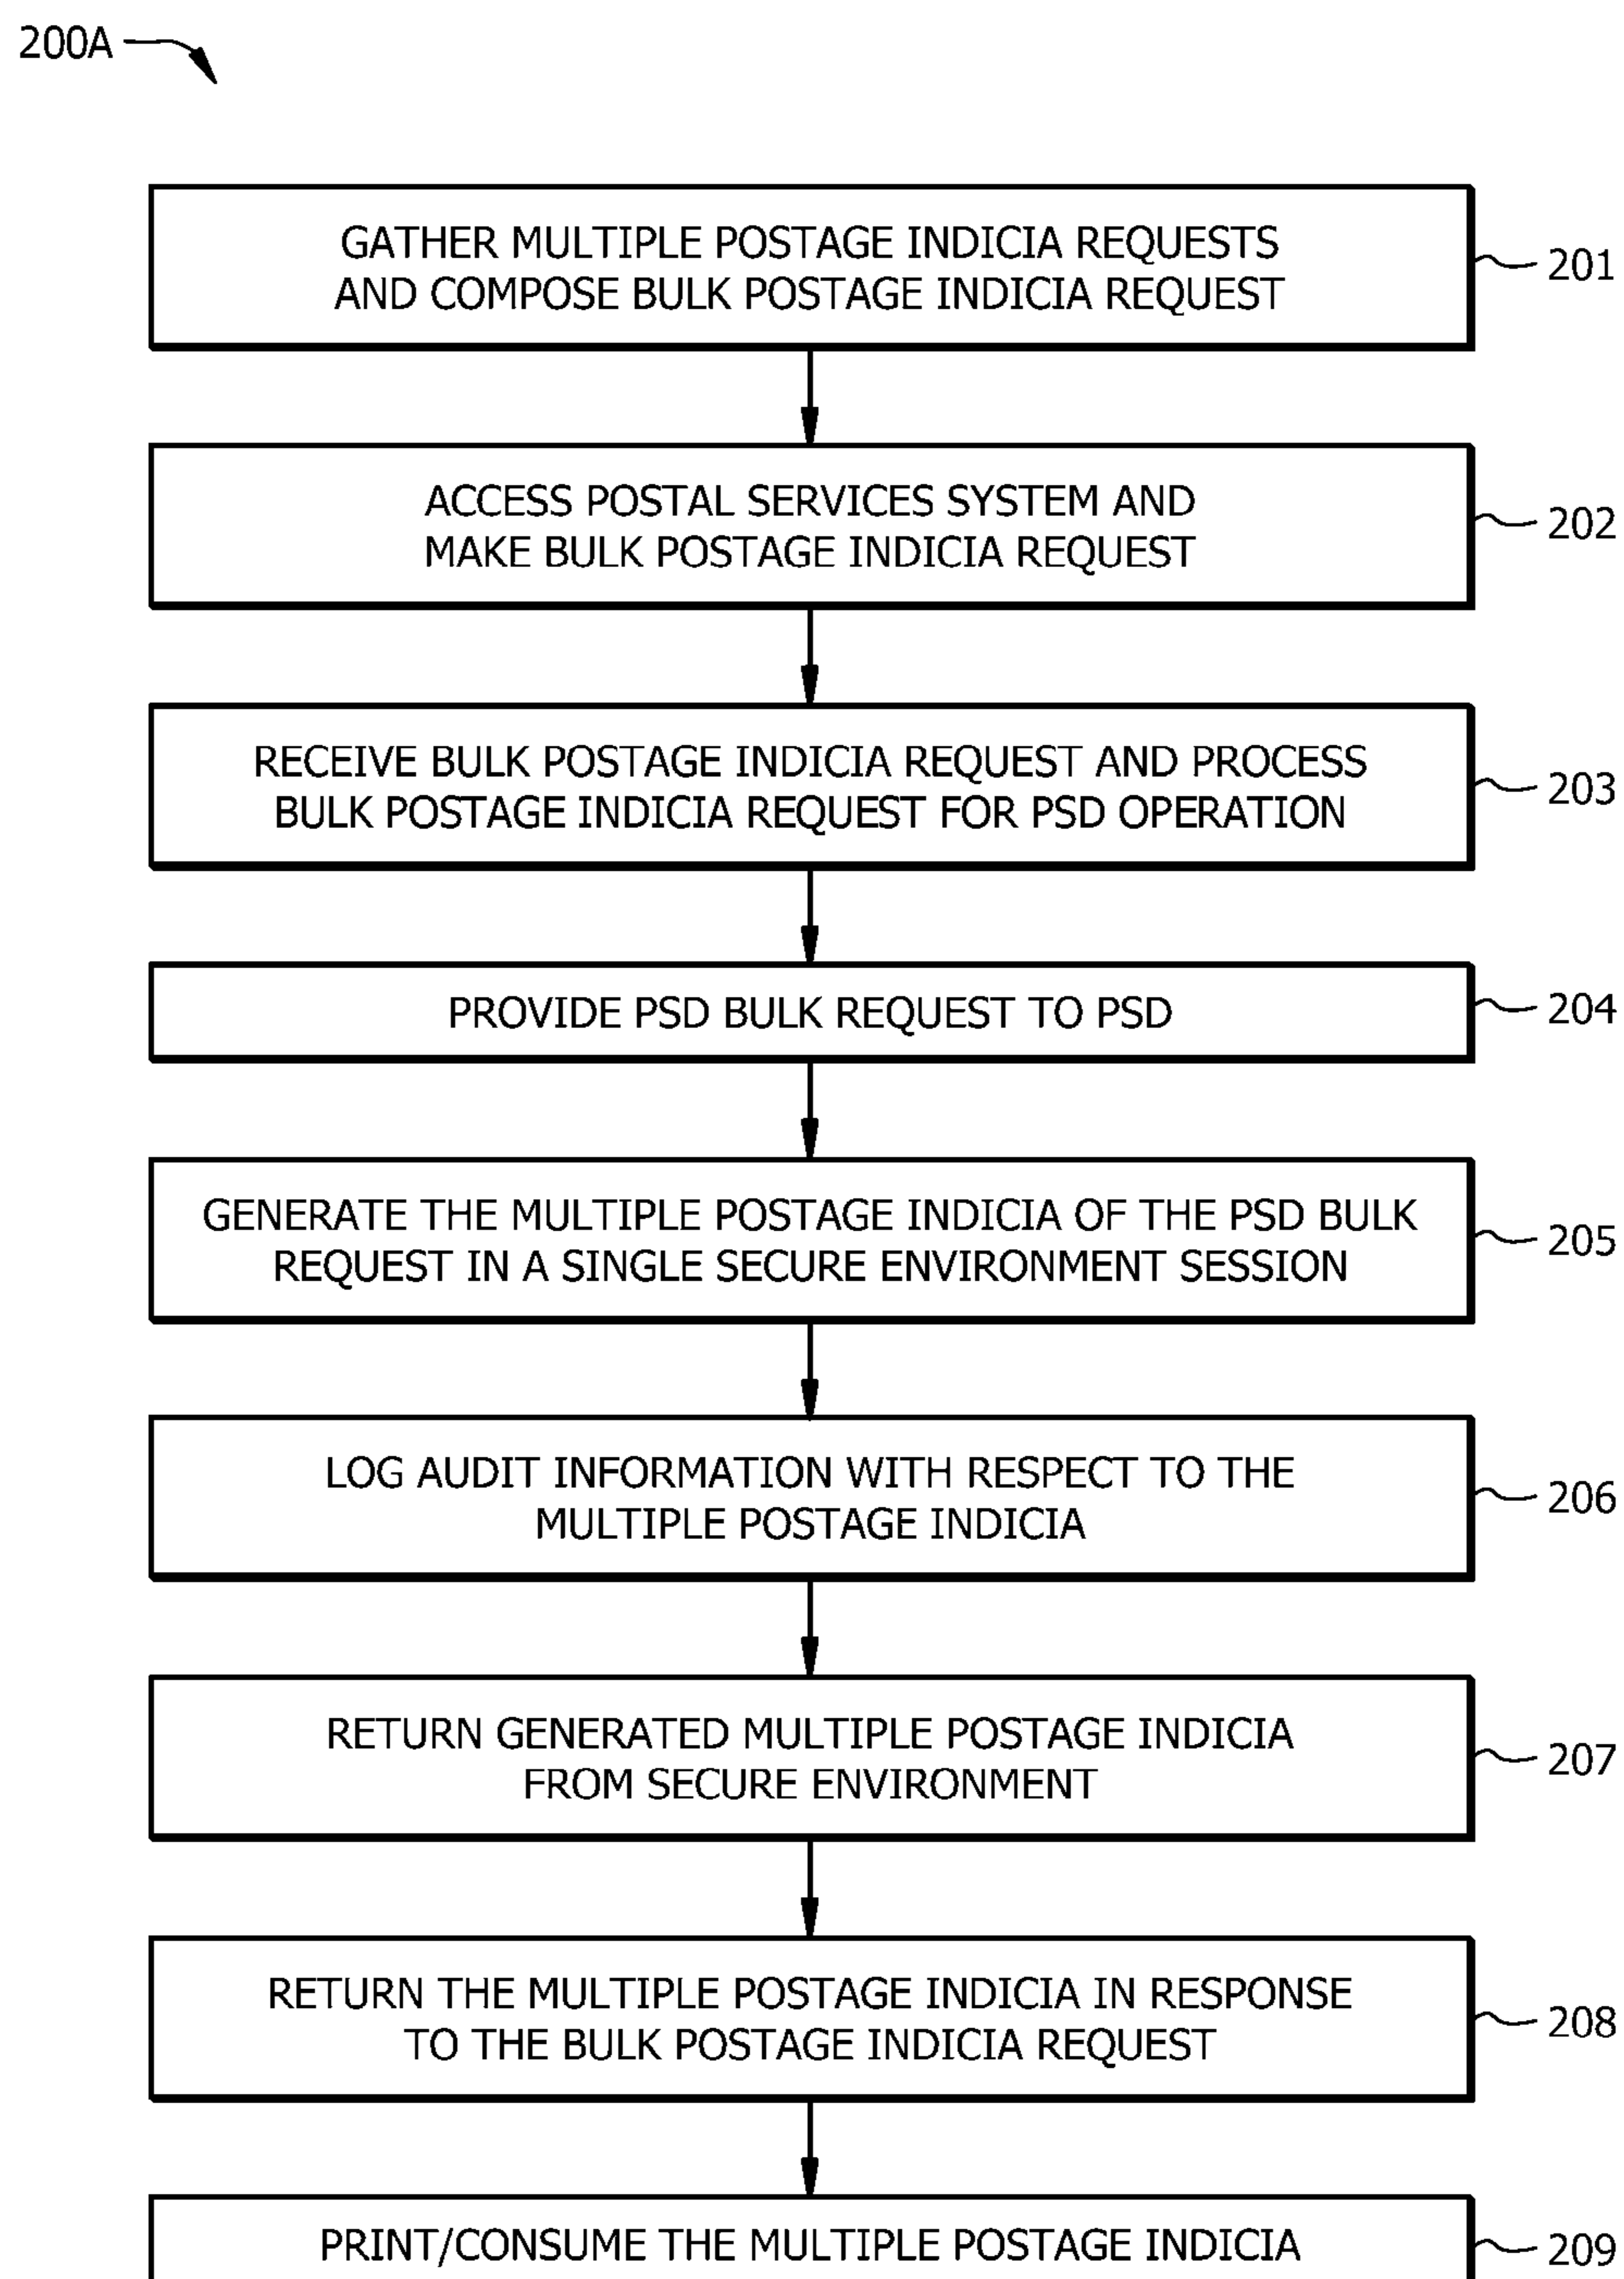 200A
GATHER MULTIPLE POSTAGE INDICIA REQUESTS
AND COMPOSE BULK POSTAGE INDICIA REQUEST
201
ACCESS POSTAL SERVICES SYSTEM AND
MAKE BULK POSTAGE INDICIA REQUEST
202
RECEIVE BULK POSTAGE INDICIA REQUEST AND PROCESS
BULK POSTAGE INDICIA REQUEST FOR PSD OPERATION
203
PROVIDE PSD BULK REQUEST TO PSD
204
GENERATE THE MULTIPLE POSTAGE INDICIA OF THE PSD BULK
REQUEST IN A SINGLE SECURE ENVIRONMENT SESSION
205
LOG AUDIT INFORMATION WITH RESPECT TO THE
MULTIPLE POSTAGE INDICIA
206
RETURN GENERATED MULTIPLE POSTAGE INDICIA
FROM SECURE ENVIRONMENT
207
RETURN THE MULTIPLE POSTAGE INDICIA IN RESPONSE
TO THE BULK POSTAGE INDICIA REQUEST
208
PRINT/CONSUME THE MULTIPLE POSTAGE INDICIA
209